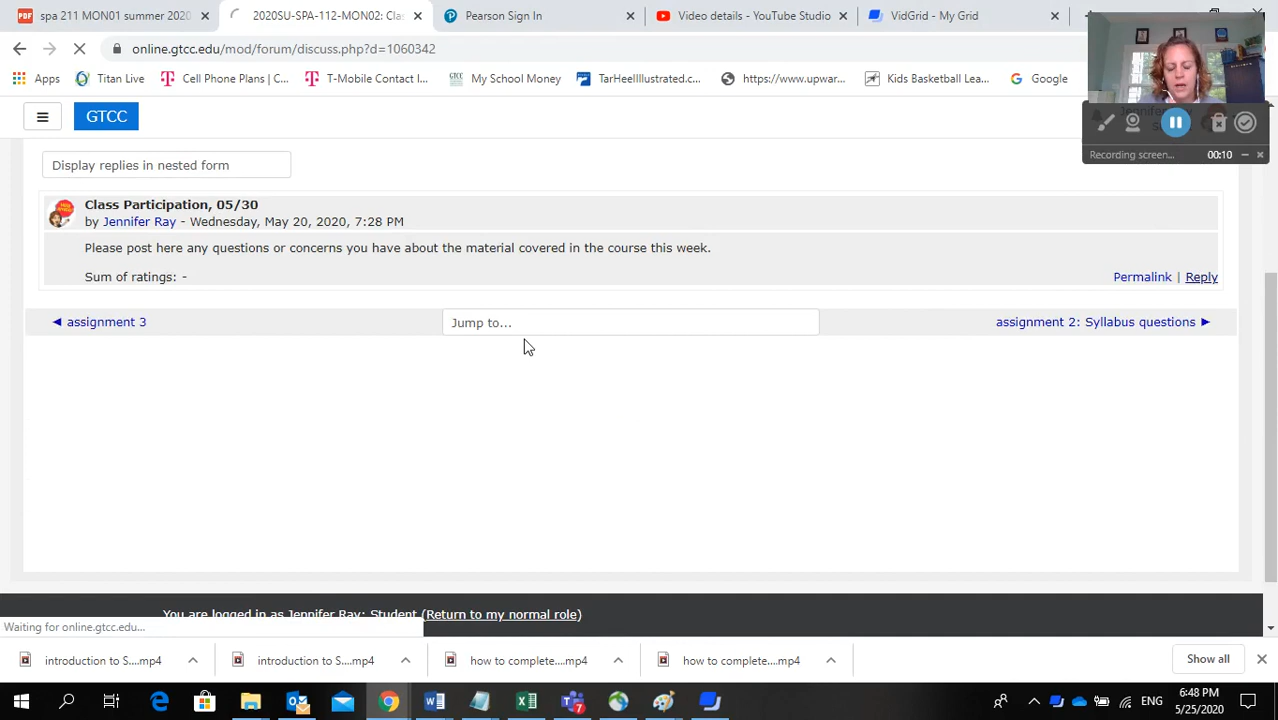 spa 211 MON01 summer 2020
2020SU-SPA-112-MON02: Cla
Pearson Sign In
Video details - YouTube Studio
VidGrid - My Grid
online.gtcc.edu/mod/forum/discuss.php?d=1060342
Apps
Titan Live
Cell Phone Plans | C...
T-Mobile Contact I...
GTCC
My School Money
TarHeelIllustrated.c...
https://www.upwar...
Kids Basketball Lea...
Google
GTCC
Recording screen...
00:10
Display replies in nested form
Class Participation, 05/30
by Jennifer Ray - Wednesday, May 20, 2020, 7:28 PM
Please post here any questions or concerns you have about the material covered in the course this week.
Sum of ratings: -
Permalink | Reply
◄ assignment 3
Jump to...
assignment 2: Syllabus questions ►
You are logged in as Jennifer Ray: Student (Return to my normal role)
Waiting for online.gtcc.edu...
introduction to S....mp4
introduction to S....mp4
how to complete....mp4
how to complete....mp4
Show all
ENG
6:48 PM
5/25/2020